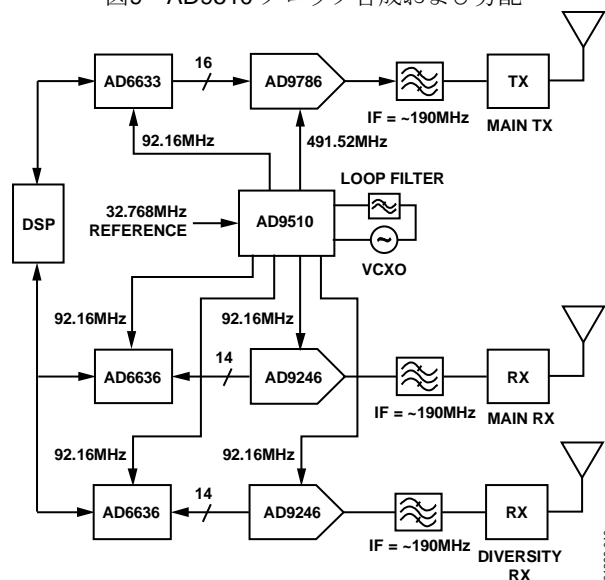 16
AD6633
AD9786
TX
IF = ~190MHz
MAIN TX
92.16MHz
491.52MHz
LOOP FILTER
DSP
32.768MHz
REFERENCE
AD9510
VCXO
92.16MHz
92.16MHz
14
AD6636
AD9246
RX
IF = ~190MHz
MAIN RX
92.16MHz
92.16MHz
14
AD6636
AD9246
RX
IF = ~190MHz
DIVERSITY
RX